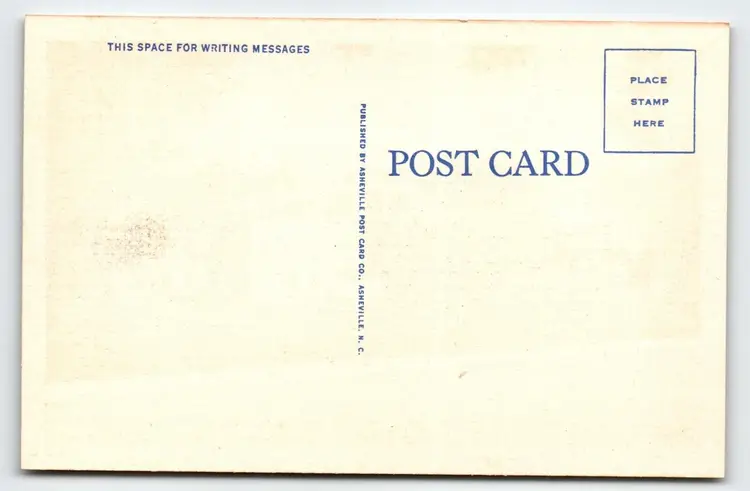 THIS SPACE FOR WRITING MESSAGES
PLACE
STAMP
HERE
PUBLISHED BY ASHEVILLE POST CARD CO., ASHEVILLE, N. C.
POST CARD